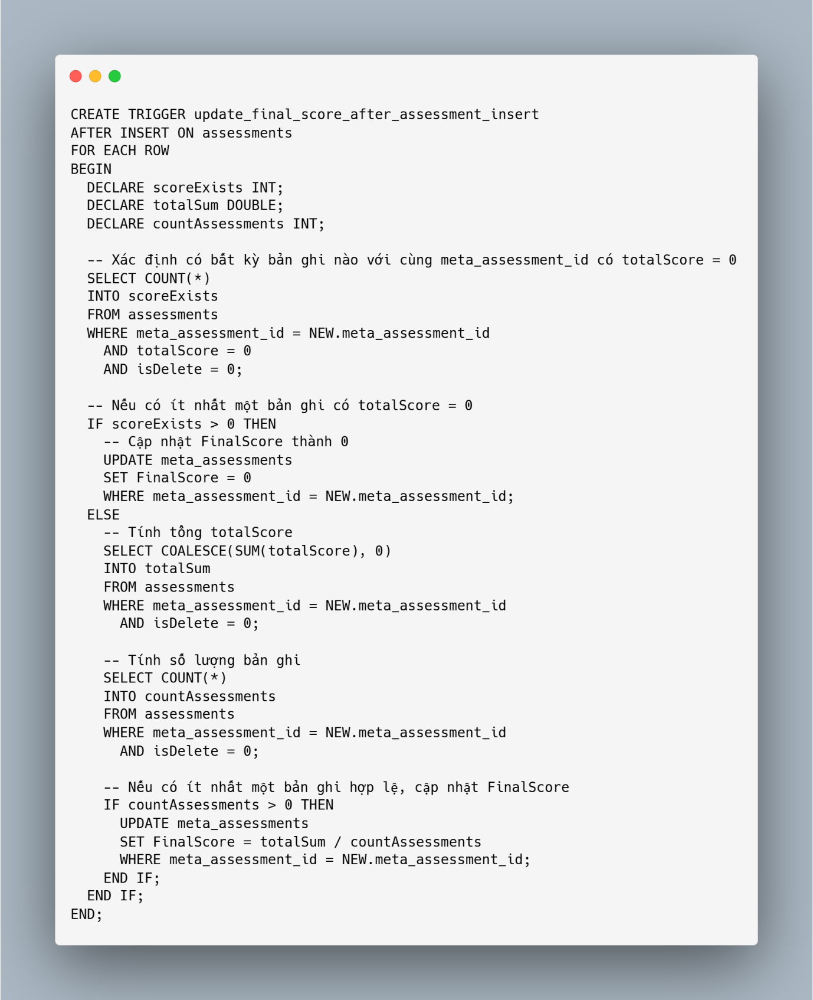 CREATE TRIGGER update_final_score_after_assessment_insert
AFTER INSERT ON assessments
FOR EACH ROW
BEGIN
  DECLARE scoreExists INT;
  DECLARE totalSum DOUBLE;
  DECLARE countAssessments INT;

  -- Xác định có bất kỳ bản ghi nào với cùng meta_assessment_id có totalScore = 0
  SELECT COUNT(*)
  INTO scoreExists
  FROM assessments
  WHERE meta_assessment_id = NEW.meta_assessment_id
    AND totalScore = 0
    AND isDelete = 0;

  -- Nếu có ít nhất một bản ghi có totalScore = 0
  IF scoreExists > 0 THEN
    -- Cập nhật FinalScore thành 0
    UPDATE meta_assessments
    SET FinalScore = 0
    WHERE meta_assessment_id = NEW.meta_assessment_id;
  ELSE
    -- Tính tổng totalScore
    SELECT COALESCE(SUM(totalScore), 0)
    INTO totalSum
    FROM assessments
    WHERE meta_assessment_id = NEW.meta_assessment_id
      AND isDelete = 0;

    -- Tính số lượng bản ghi
    SELECT COUNT(*)
    INTO countAssessments
    FROM assessments
    WHERE meta_assessment_id = NEW.meta_assessment_id
      AND isDelete = 0;

    -- Nếu có ít nhất một bản ghi hợp lệ, cập nhật FinalScore
    IF countAssessments > 0 THEN
      UPDATE meta_assessments
      SET FinalScore = totalSum / countAssessments
      WHERE meta_assessment_id = NEW.meta_assessment_id;
    END IF;
  END IF;
END;